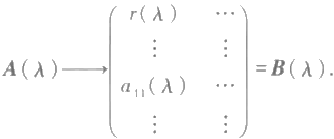 A(λ) ⟶ ( r(λ) ⋯
⋮ ⋮
a₁₁(λ) ⋯
⋮ ⋮ ) = B(λ).